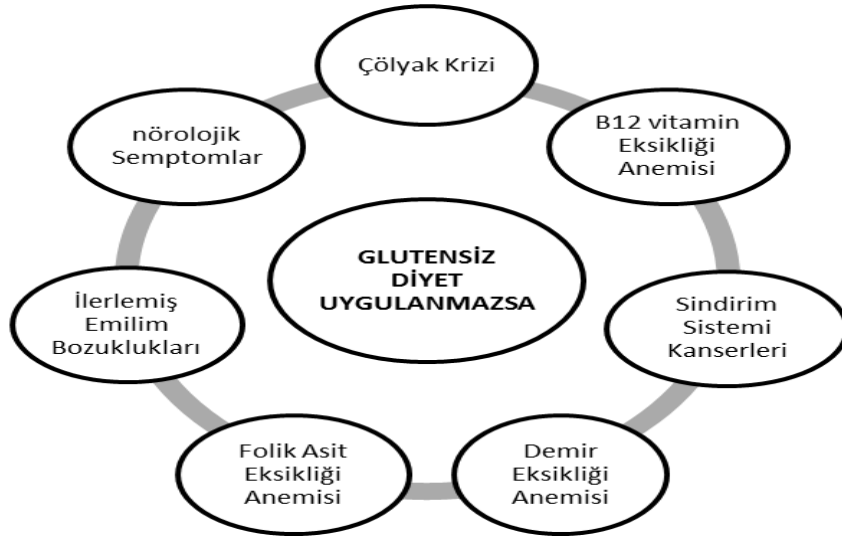 Çölyak Krizi
B12 vitamin
Eksikliği
Anemisi
Sindirim
Sistemi
Kanserleri
Demir
Eksikliği
Anemisi
Folik Asit
Eksikliği
Anemisi
İlerlemiş
Emilim
Bozuklukları
nörolojik
Semptomlar
GLUTENSİZ
DİYET
UYGULANMAZSA